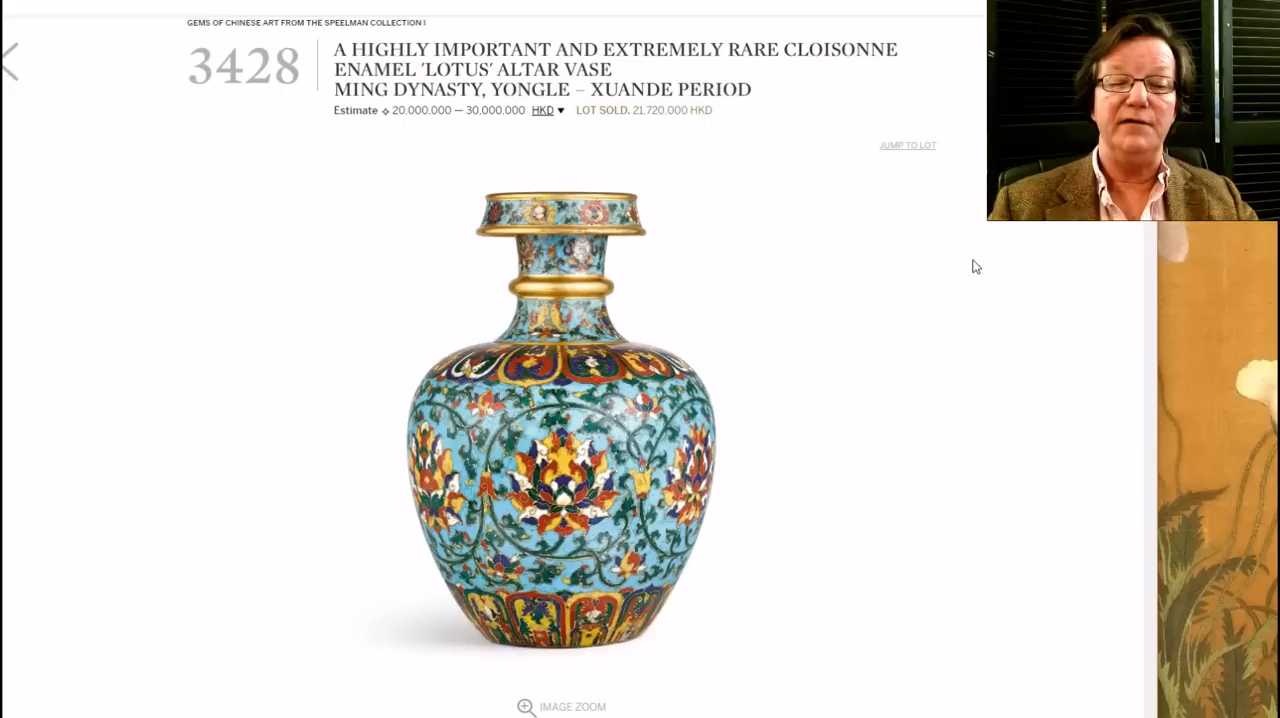 GEMS OF CHINESE ART FROM THE SPEELMAN COLLECTION I
3428
A HIGHLY IMPORTANT AND EXTREMELY RARE CLOISONNE
ENAMEL 'LOTUS' ALTAR VASE
MING DYNASTY, YONGLE – XUANDE PERIOD
Estimate 20,000,000 — 30,000,000 HKD ▼ LOT SOLD. 21,720,000 HKD
JUMP TO LOT
IMAGE ZOOM